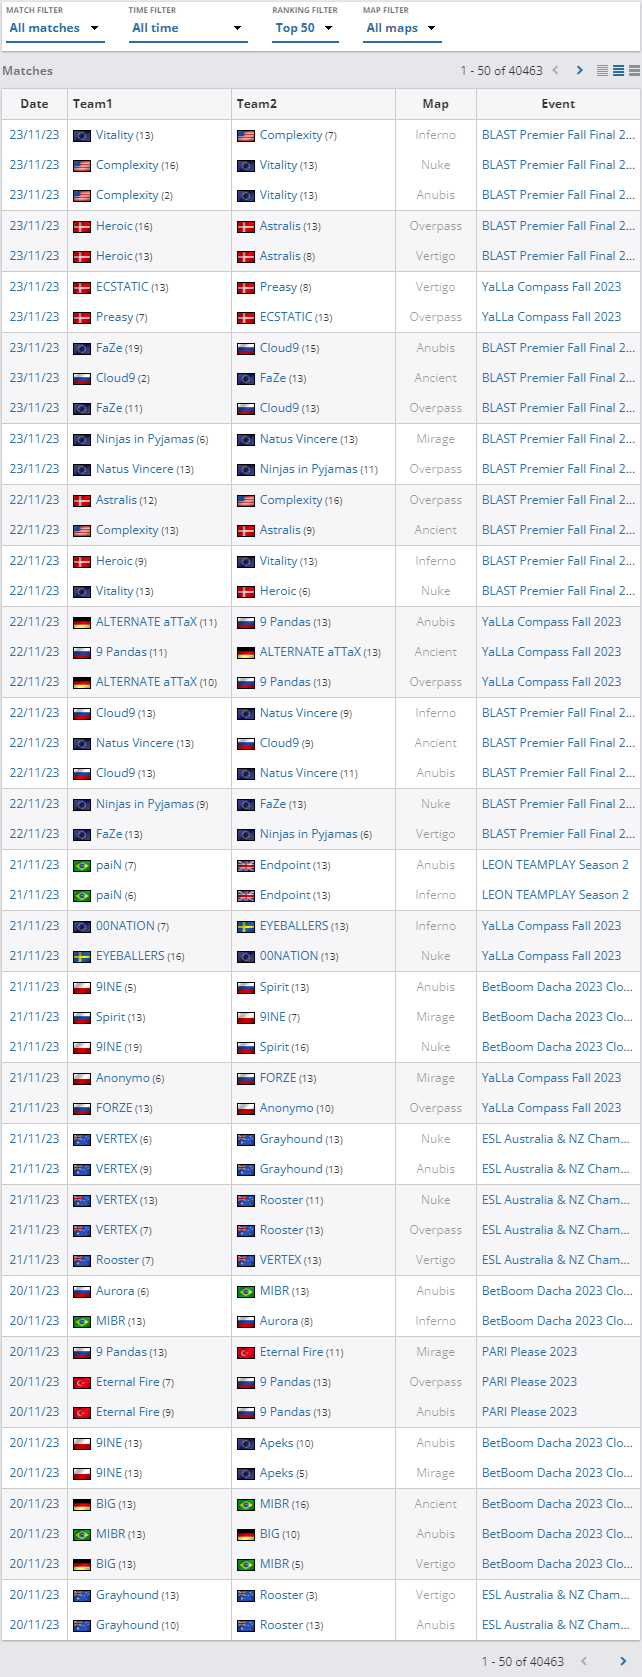 MATCH FILTER TIME FILTER RANKING FILTER MAP FILTER
All matches All time Top 50 All maps
Matches 1 - 50 of 40463
Date Team1 Team2 Map Event
23/11/23 Vitality (13) Complexity (7) Inferno BLAST Premier Fall Final 2...
23/11/23 Complexity (16) Vitality (13) Nuke BLAST Premier Fall Final 2...
23/11/23 Complexity (2) Vitality (13) Anubis BLAST Premier Fall Final 2...
23/11/23 Heroic (16) Astralis (13) Overpass BLAST Premier Fall Final 2...
23/11/23 Heroic (13) Astralis (8) Vertigo BLAST Premier Fall Final 2...
23/11/23 ECSTATIC (13) Preasy (8) Vertigo YaLLa Compass Fall 2023
23/11/23 Preasy (7) ECSTATIC (13) Overpass YaLLa Compass Fall 2023
23/11/23 FaZe (19) Cloud9 (15) Anubis BLAST Premier Fall Final 2...
23/11/23 Cloud9 (2) FaZe (13) Ancient BLAST Premier Fall Final 2...
23/11/23 FaZe (11) Cloud9 (13) Overpass BLAST Premier Fall Final 2...
23/11/23 Ninjas in Pyjamas (6) Natus Vincere (13) Mirage BLAST Premier Fall Final 2...
23/11/23 Natus Vincere (13) Ninjas in Pyjamas (11) Overpass BLAST Premier Fall Final 2...
22/11/23 Astralis (12) Complexity (16) Overpass BLAST Premier Fall Final 2...
22/11/23 Complexity (13) Astralis (9) Ancient BLAST Premier Fall Final 2...
22/11/23 Heroic (9) Vitality (13) Inferno BLAST Premier Fall Final 2...
22/11/23 Vitality (13) Heroic (6) Nuke BLAST Premier Fall Final 2...
22/11/23 ALTERNATE aTTaX (11) 9 Pandas (13) Anubis YaLLa Compass Fall 2023
22/11/23 9 Pandas (11) ALTERNATE aTTaX (13) Ancient YaLLa Compass Fall 2023
22/11/23 ALTERNATE aTTaX (10) 9 Pandas (13) Overpass YaLLa Compass Fall 2023
22/11/23 Cloud9 (13) Natus Vincere (9) Inferno BLAST Premier Fall Final 2...
22/11/23 Natus Vincere (13) Cloud9 (9) Ancient BLAST Premier Fall Final 2...
22/11/23 Cloud9 (13) Natus Vincere (11) Anubis BLAST Premier Fall Final 2...
22/11/23 Ninjas in Pyjamas (9) FaZe (13) Nuke BLAST Premier Fall Final 2...
22/11/23 FaZe (13) Ninjas in Pyjamas (6) Vertigo BLAST Premier Fall Final 2...
21/11/23 paiN (7) Endpoint (13) Anubis LEON TEAMPLAY Season 2
21/11/23 paiN (6) Endpoint (13) Inferno LEON TEAMPLAY Season 2
21/11/23 00NATION (7) EYEBALLERS (13) Inferno YaLLa Compass Fall 2023
21/11/23 EYEBALLERS (16) 00NATION (13) Nuke YaLLa Compass Fall 2023
21/11/23 9INE (5) Spirit (13) Anubis BetBoom Dacha 2023 Clo...
21/11/23 Spirit (13) 9INE (7) Mirage BetBoom Dacha 2023 Clo...
21/11/23 9INE (19) Spirit (16) Nuke BetBoom Dacha 2023 Clo...
21/11/23 Anonymo (6) FORZE (13) Mirage YaLLa Compass Fall 2023
21/11/23 FORZE (13) Anonymo (10) Overpass YaLLa Compass Fall 2023
21/11/23 VERTEX (6) Grayhound (13) Nuke ESL Australia & NZ Cham...
21/11/23 VERTEX (9) Grayhound (13) Anubis ESL Australia & NZ Cham...
21/11/23 VERTEX (13) Rooster (11) Nuke ESL Australia & NZ Cham...
21/11/23 VERTEX (7) Rooster (13) Overpass ESL Australia & NZ Cham...
21/11/23 Rooster (7) VERTEX (13) Vertigo ESL Australia & NZ Cham...
20/11/23 Aurora (6) MIBR (13) Anubis BetBoom Dacha 2023 Clo...
20/11/23 MIBR (13) Aurora (8) Inferno BetBoom Dacha 2023 Clo...
20/11/23 9 Pandas (13) Eternal Fire (11) Mirage PARI Please 2023
20/11/23 Eternal Fire (7) 9 Pandas (13) Overpass PARI Please 2023
20/11/23 Eternal Fire (9) 9 Pandas (13) Anubis PARI Please 2023
20/11/23 9INE (13) Apeks (10) Anubis BetBoom Dacha 2023 Clo...
20/11/23 9INE (13) Apeks (5) Mirage BetBoom Dacha 2023 Clo...
20/11/23 BIG (13) MIBR (16) Ancient BetBoom Dacha 2023 Clo...
20/11/23 MIBR (13) BIG (10) Anubis BetBoom Dacha 2023 Clo...
20/11/23 BIG (13) MIBR (5) Vertigo BetBoom Dacha 2023 Clo...
20/11/23 Grayhound (13) Rooster (3) Vertigo ESL Australia & NZ Cham...
20/11/23 Grayhound (10) Rooster (13) Anubis ESL Australia & NZ Cham...
1 - 50 of 40463